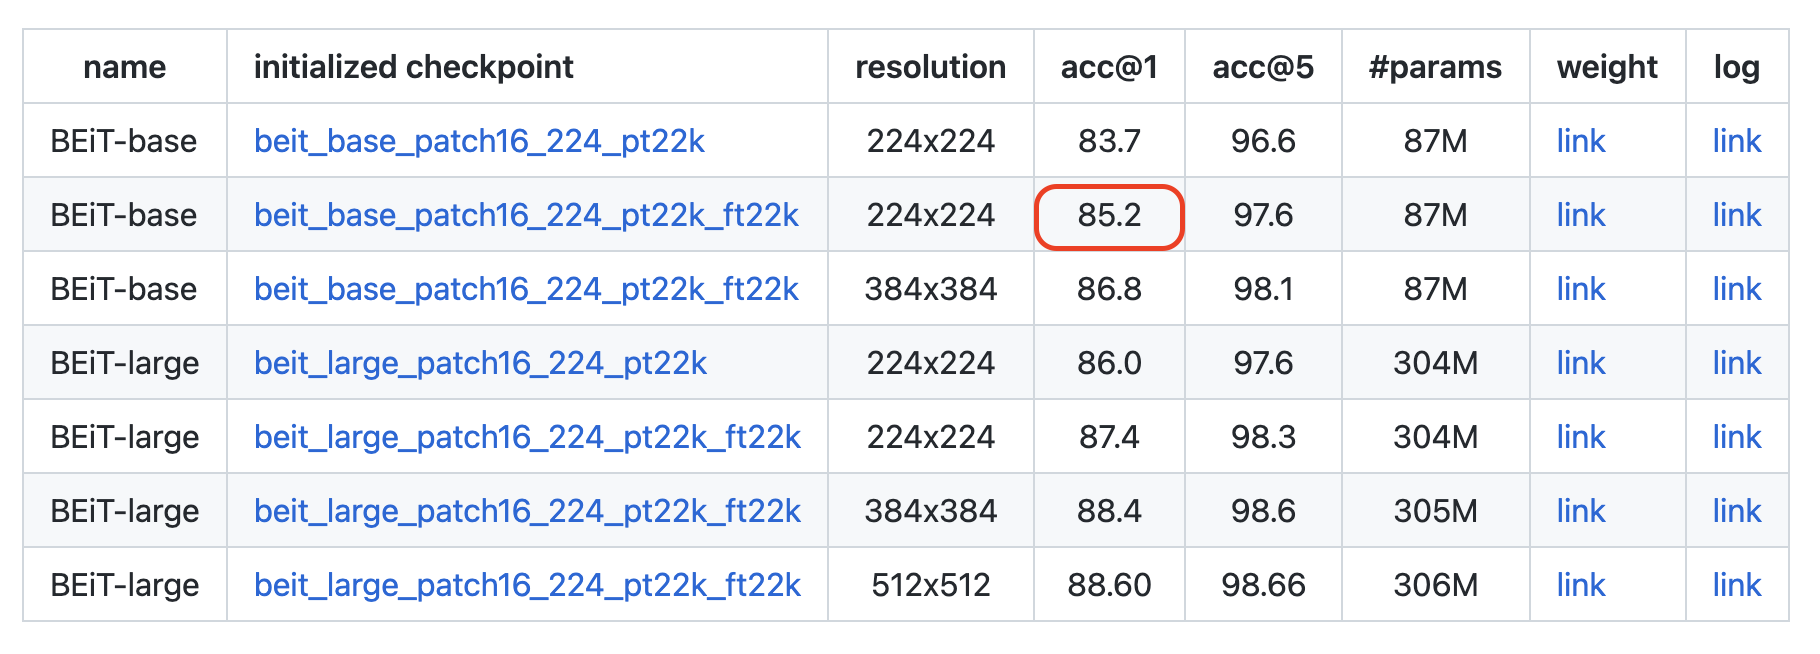 name initialized checkpoint resolution acc@1 acc@5 #params weight log
BEiT-base beit_base_patch16_224_pt22k 224x224 83.7 96.6 87M link link
BEiT-base beit_base_patch16_224_pt22k_ft22k 224x224 85.2 97.6 87M link link
BEiT-base beit_base_patch16_224_pt22k_ft22k 384x384 86.8 98.1 87M link link
BEiT-large beit_large_patch16_224_pt22k 224x224 86.0 97.6 304M link link
BEiT-large beit_large_patch16_224_pt22k_ft22k 224x224 87.4 98.3 304M link link
BEiT-large beit_large_patch16_224_pt22k_ft22k 384x384 88.4 98.6 305M link link
BEiT-large beit_large_patch16_224_pt22k_ft22k 512x512 88.60 98.66 306M link link